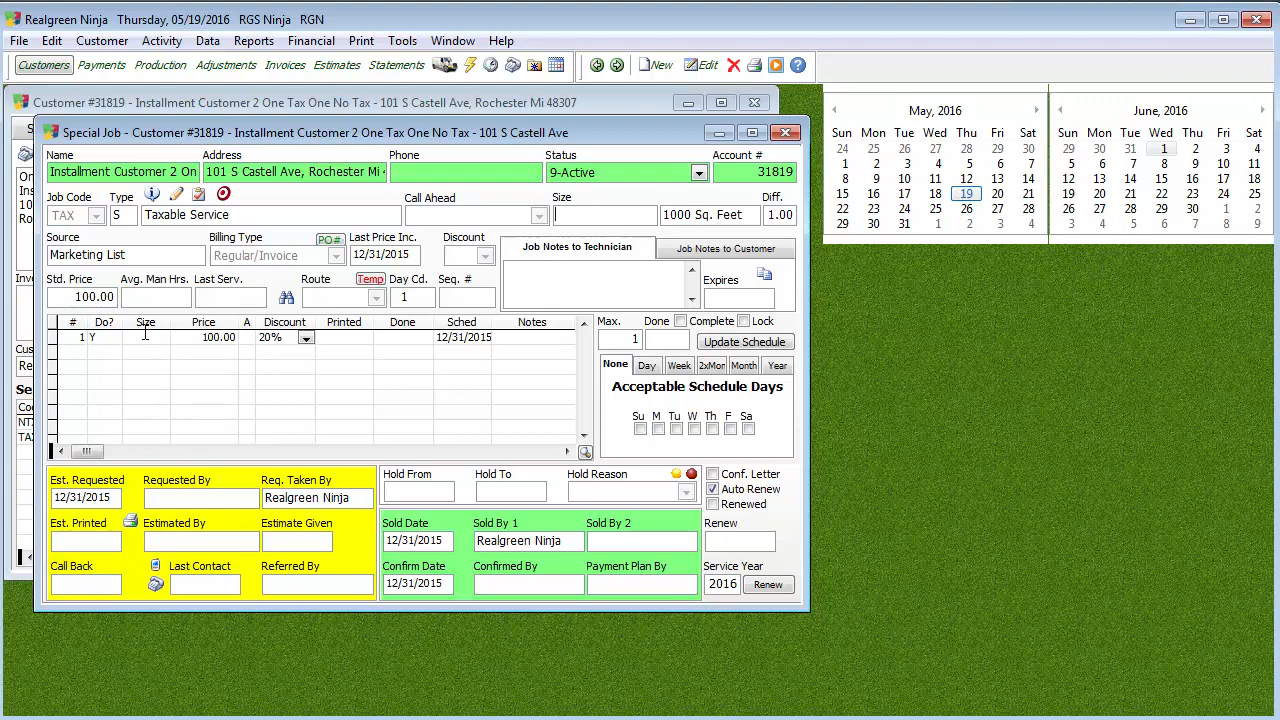 Realgreen Ninja Thursday, 05/19/2016 RGS Ninja RGN
File Edit Customer Activity Data Reports Financial Print Tools Window Help
Customers Payments Production Adjustments Invoices Estimates Statements New Edit
Customer #31819 - Installment Customer 2 One Tax One No Tax - 101 S Castell Ave, Rochester Mi 48307
Special Job - Customer #31819 - Installment Customer 2 One Tax One No Tax - 101 S Castell Ave
Name Address Phone Status Account #
Installment Customer 2 On 101 S Castell Ave, Rochester Mi 9-Active 31819
Job Code Type Call Ahead Size Diff.
TAX S Taxable Service 1000 Sq. Feet 1.00
Source Billing Type PO# Last Price Inc. Discount Job Notes to Technician Job Notes to Customer
Marketing List Regular/Invoice 12/31/2015
Std. Price Avg. Man Hrs. Last Serv. Route Temp Day Cd. Seq. # Expires
100.00 1
# Do? Size Price A Discount Printed Done Sched Notes
1 Y 100.00 20% 12/31/2015
Max. Done Complete Lock
1 Update Schedule
None Day Week 2xMon Month Year
Acceptable Schedule Days
Su M Tu W Th F Sa
Est. Requested Requested By Req. Taken By
12/31/2015 Realgreen Ninja
Est. Printed Estimated By Estimate Given
Call Back Last Contact Referred By
Hold From Hold To Hold Reason
Sold Date Sold By 1 Sold By 2
12/31/2015 Realgreen Ninja
Confirm Date Confirmed By Payment Plan By
12/31/2015
Conf. Letter
Auto Renew
Renewed
Renew
Service Year
2016 Renew
May, 2016
Sun Mon Tue Wed Thu Fri Sat
24 25 26 27 28 29 30
1 2 3 4 5 6 7
8 9 10 11 12 13 14
15 16 17 18 19 20 21
22 23 24 25 26 27 28
29 30 31 1 2 3 4
June, 2016
Sun Mon Tue Wed Thu Fri Sat
29 30 31 1 2 3 4
5 6 7 8 9 10 11
12 13 14 15 16 17 18
19 20 21 22 23 24 25
26 27 28 29 30 1 2
3 4 5 6 7 8 9